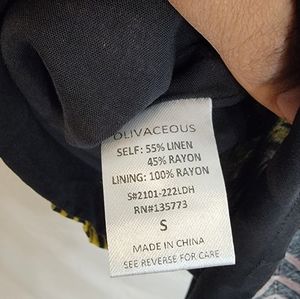 OLIVACEOUS
SELF: 55% LINEN
45% RAYON
LINING: 100% RAYON
S#2101-222LDH
RN#135773
S
MADE IN CHINA
SEE REVERSE FOR CARE